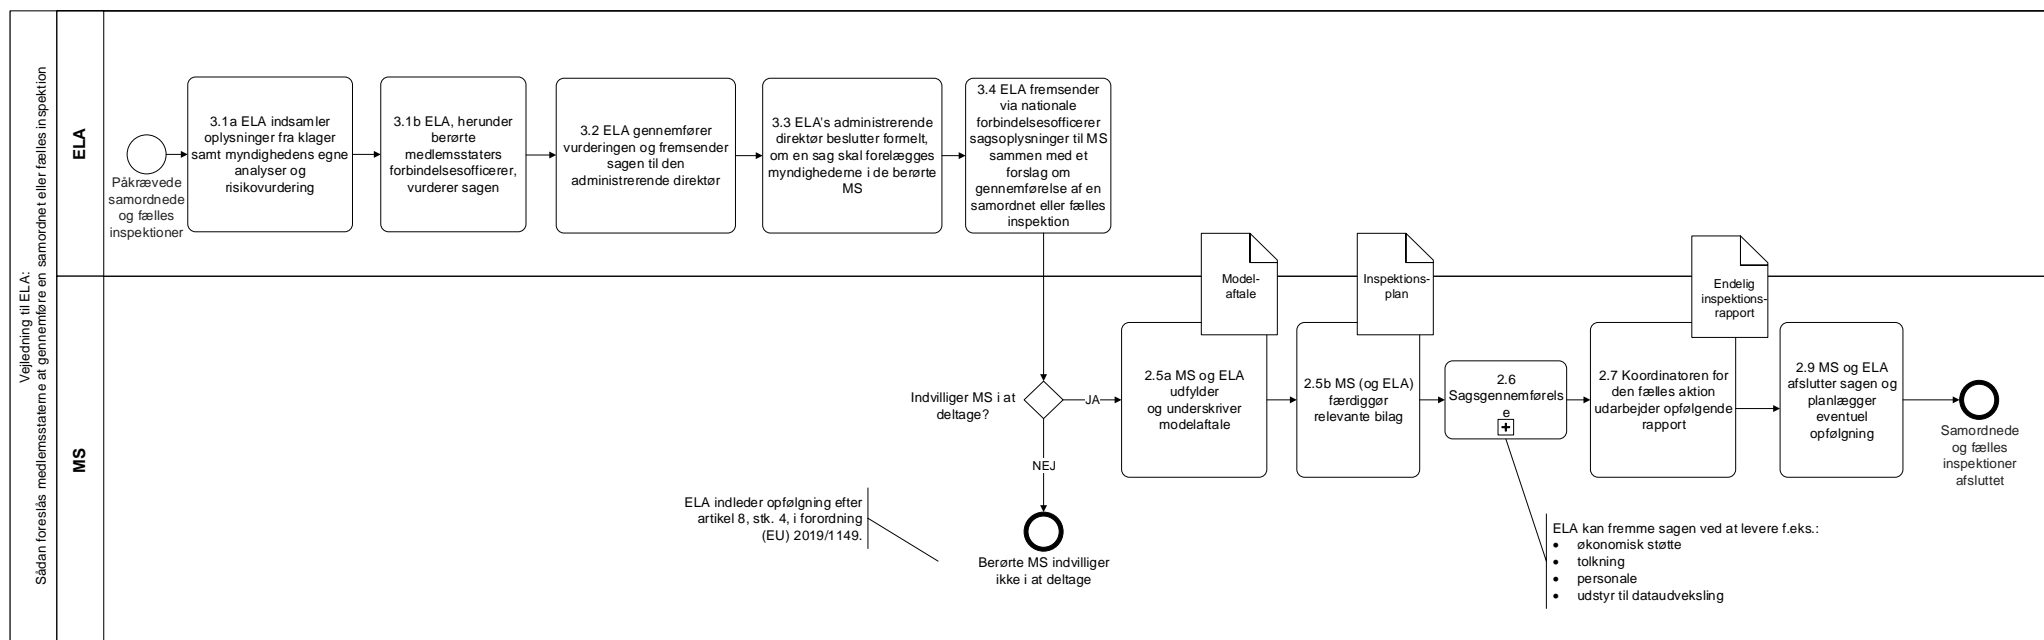 Vejledning til ELA:
Sådan foreslås medlemsstaterne at gennemføre en samordnet eller fælles inspektion
ELA
Påkrævede
samordnede
og fælles
inspektioner
3.1a ELA indsamler
oplysninger fra klager
samt myndighedens egne
analyser og
risikovurdering
3.1b ELA, herunder
berørte
medlemsstaters
forbindelsesofficerer,
vurderer sagen
3.2 ELA gennemfører
vurderingen og fremsender
sagen til den
administrerende direktør
3.3 ELA's administrerende
direktør beslutter formelt,
om en sag skal forelægges
myndighederne i de berørte
MS
3.4 ELA fremsender
via nationale
forbindelsesofficerer
sagsoplysninger til MS
sammen med et
forslag om
gennemførelse af en
samordnet eller fælles
inspektion
MS
Indvilliger MS i at
deltage?
JA
NEJ
ELA indleder opfølgning efter
artikel 8, stk. 4, i forordning
(EU) 2019/1149.
Berørte MS indvilliger
ikke i at deltage
Model-
aftale
2.5a MS og ELA
udfylder
og underskriver
modelaftale
Inspektions-
plan
2.5b MS (og ELA)
færdiggør
relevante bilag
2.6
Sagsgennemførels
e
ELA kan fremme sagen ved at levere f.eks.:
• økonomisk støtte
• tolkning
• personale
• udstyr til dataudveksling
Endelig
inspektions-
rapport
2.7 Koordinatoren for
den fælles aktion
udarbejder opfølgende
rapport
2.9 MS og ELA
afslutter sagen og
planlægger
eventuel
opfølgning
Samordnede
og fælles
inspektioner
afsluttet